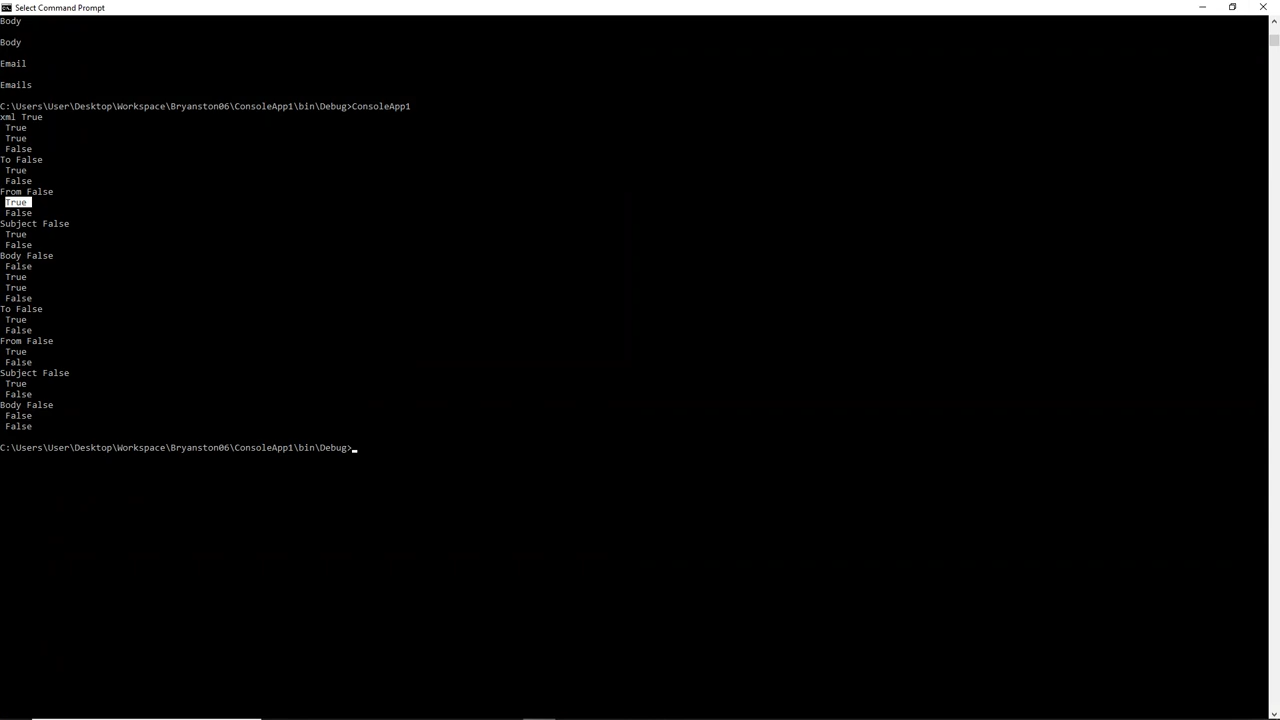 Select Command Prompt
Body
Body
Email
Emails
C:\Users\User\Desktop\Workspace\Bryanston06\ConsoleApp1\bin\Debug>ConsoleApp1
xml True
True
True
False
To False
True
False
From False
True
False
Subject False
True
False
Body False
False
True
True
False
To False
True
False
From False
True
False
Subject False
True
False
Body False
False
False
C:\Users\User\Desktop\Workspace\Bryanston06\ConsoleApp1\bin\Debug>